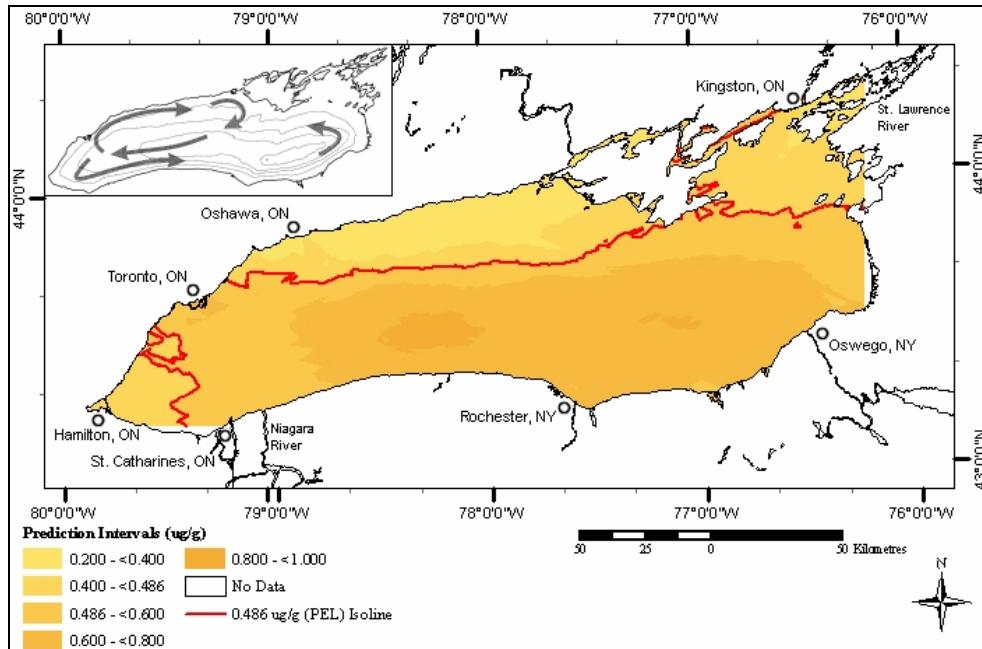 80°0'0"W 79°0'0"W 78°0'0"W 77°0'0"W 76°0'0"W
Kingston, ON
St. Lawrence
River
44°0'0"N
44°0'0"N
Oshawa, ON
Toronto, ON
Oswego, NY
Rochester, NY
Hamilton, ON
Niagara
River
St. Catharines, ON
43°0'0"N
80°0'0"W 79°0'0"W 78°0'0"W 77°0'0"W 76°0'0"W
Prediction Intervals (ug/g)
0.200 - <0.400
0.400 - <0.486
0.486 - <0.600
0.600 - <0.800
0.800 - <1.000
No Data
0.486 ug/g (PEL) Isoline
50 25 0 50 Kilometres
N